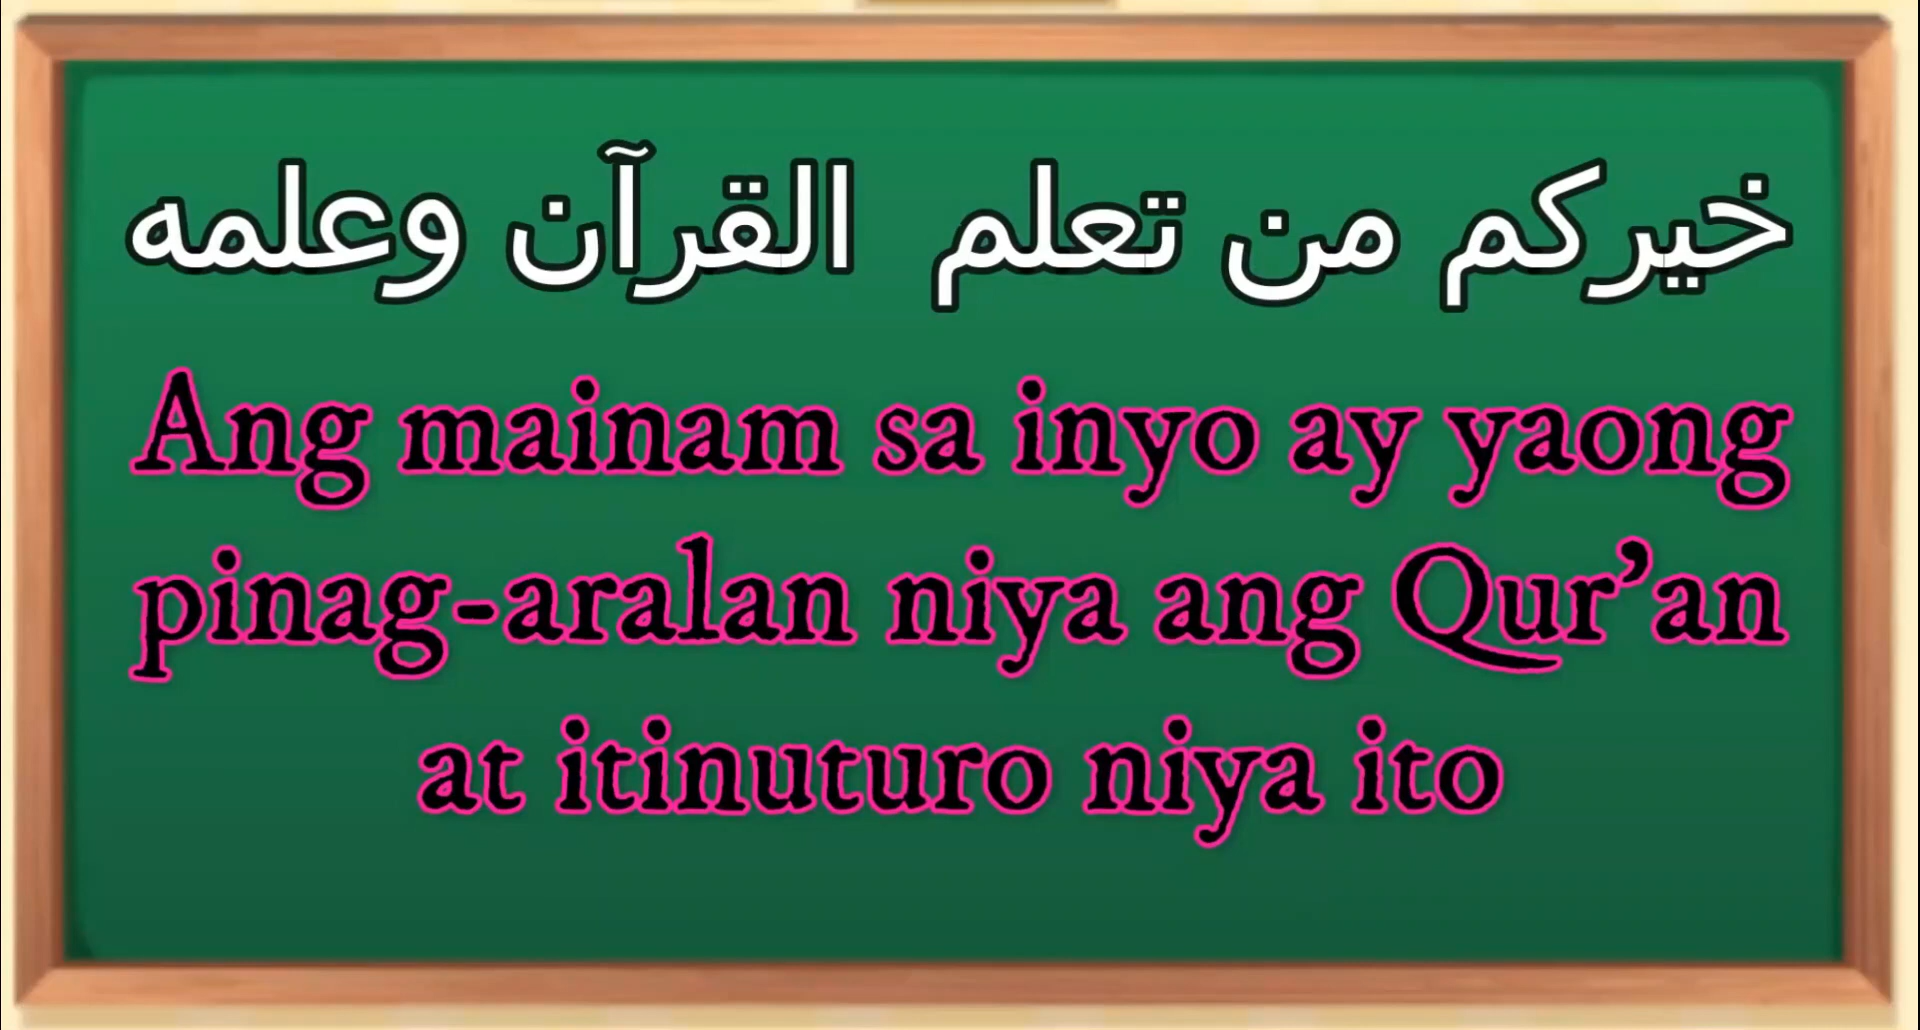 خيركم من تعلم القرآن وعلمه
Ang mainam sa inyo ay yaong
pinag-aralan niya ang Qur’an
at itinuturo niya ito